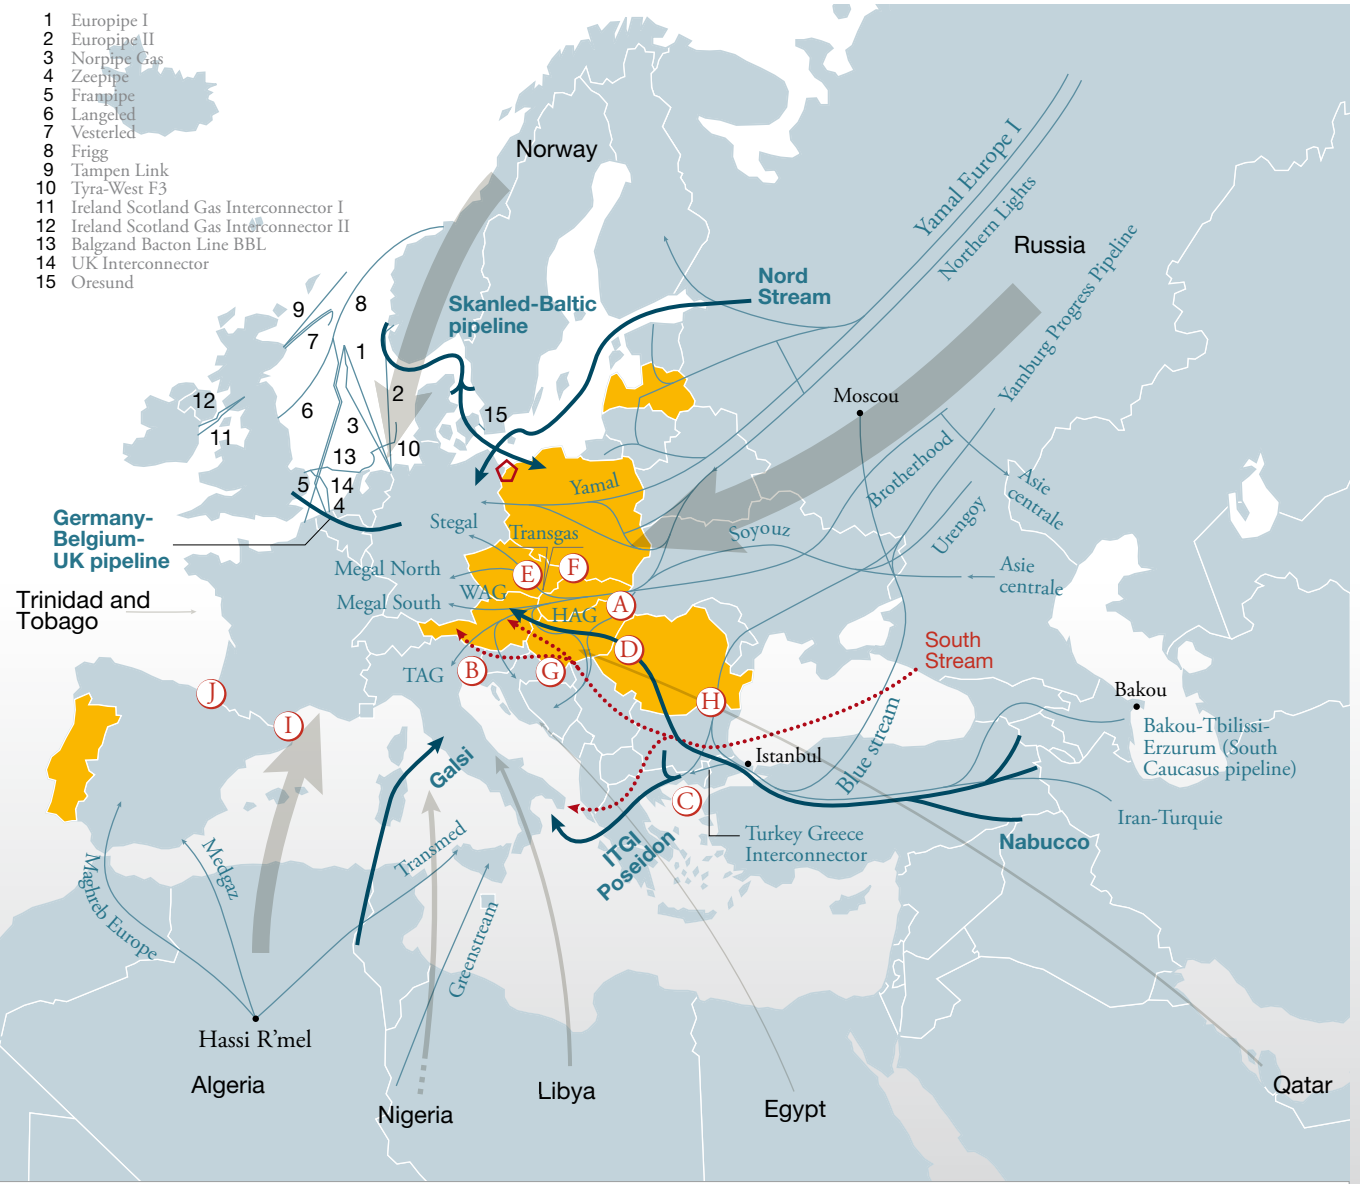 1 Europipe I
2 Europipe II
3 Norpipe Gas
4 Zeepipe
5 Franpipe
6 Langeled
7 Vesterled
8 Frigg
9 Tampen Link
10 Tyra-West F3
11 Ireland Scotland Gas Interconnector I
12 Ireland Scotland Gas Interconnector II
13 Balgzand Bacton Line BBL
14 UK Interconnector
15 Oresund
Norway
Yamal Europe I
Northern Lights
Russia
Yamburg Progress Pipeline
Nord
Stream
Skanled-Baltic
pipeline
9
8
7
1
2
6
3
12
11
15
10
13
5
14
4
Moscou
Brotherhood
Asie
centrale
Urengoy
Yamal
Soyouz
Stegal
Transgas
Germany-
Belgium-
UK pipeline
Megal North
E
F
Asie
centrale
WAG
Megal South
HAG
A
Trinidad and
Tobago
TAG
B
G
D
H
South
Stream
J
I
Bakou
Bakou-Tbilissi-
Erzurum (South
Caucasus pipeline)
Istanbul
Blue stream
Galsi
C
Iran-Turquie
Turkey Greece
Interconnector
Nabucco
ITGI
Poseidon
Transmed
Medgaz
Maghreb Europe
Greenstream
Hassi R’mel
Algeria
Nigeria
Libya
Egypt
Qatar